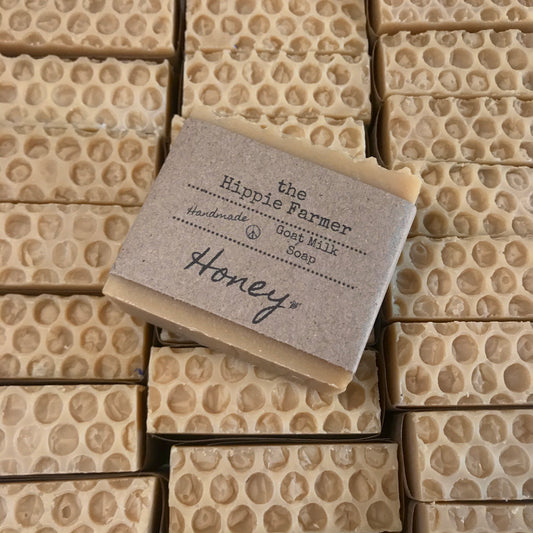 the
Hippie Farmer
Handmade
Goat Milk
Soap
Honey